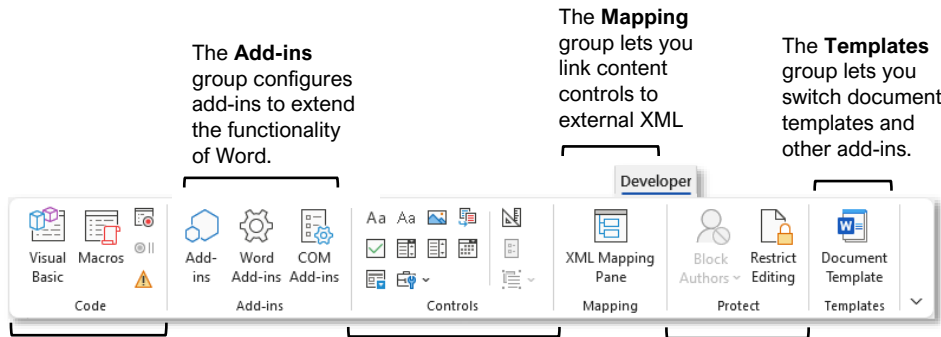 The Add-ins
group configures
add-ins to extend
the functionality
of Word.
The Mapping
group lets you
link content
controls to
external XML
The Templates
group lets you
switch document
templates and
other add-ins.
Developer
Visual
Basic
Macros
Code
Add-
ins
Word
Add-ins
COM
Add-ins
Add-ins
Aa Aa
Controls
XML Mapping
Pane
Mapping
Block
Authors
Restrict
Editing
Protect
W
Document
Template
Templates